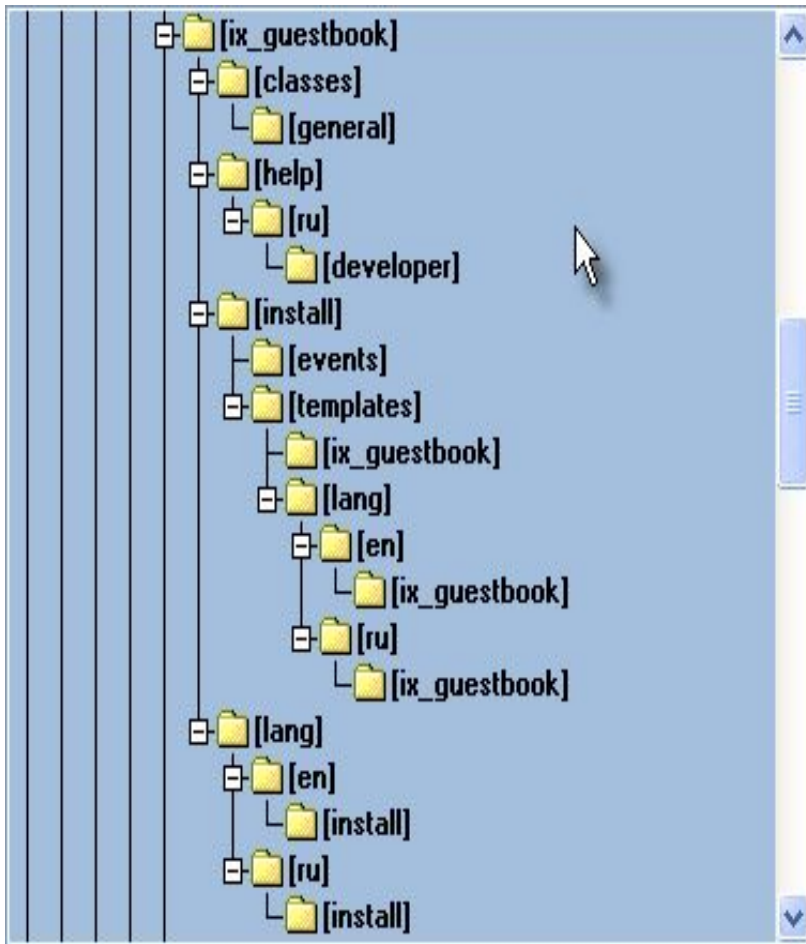 [ix_guestbook]
[classes]
[general]
[help]
[ru]
[developer]
[install]
[events]
[templates]
[ix_guestbook]
[lang]
[en]
[ix_guestbook]
[ru]
[ix_guestbook]
[lang]
[en]
[install]
[ru]
[install]